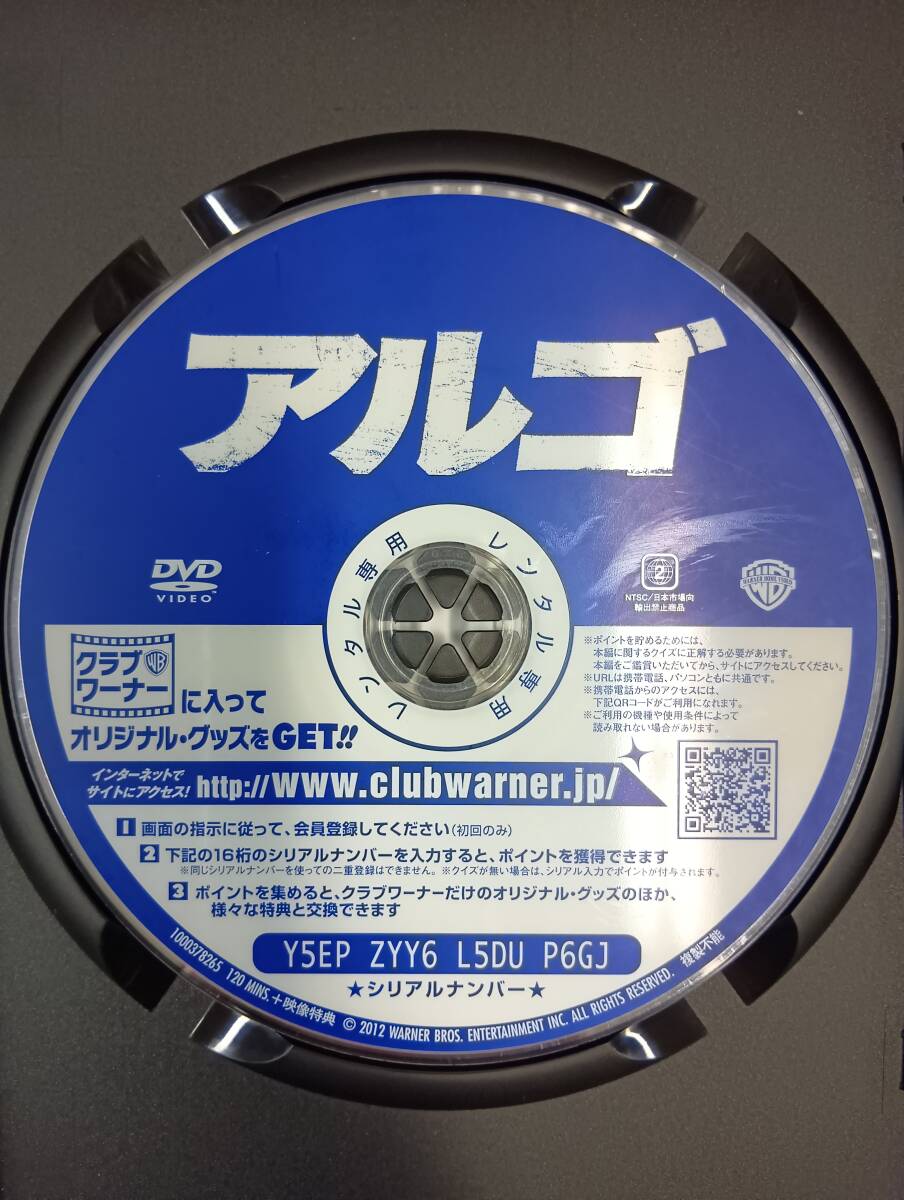 アルゴ
レンタル専用
レンタル専用
DVD
VIDEO
2
NTSC/日本市場向
輸出禁止商品
WARNER HOME VIDEO
クラブ
ワーナー
に入って
オリジナル・グッズをGET!!
※ポイントを貯めるためには、
本編に関するクイズに正解する必要があります。
本編をご鑑賞いただいてから、サイトにアクセスしてください。
※URLは携帯電話、パソコンともに共通です。
※携帯電話からのアクセスには、
下記QRコードがご利用になれます。
※ご利用の機種や使用条件によって
読み取れない場合があります。
インターネットで
サイトにアクセス!
http://www.clubwarner.jp/
1 画面の指示に従って、会員登録してください(初回のみ)
2 下記の16桁のシリアルナンバーを入力すると、ポイントを獲得できます
※同じシリアルナンバーを使っての二重登録はできません。※クイズが無い場合は、シリアル入力でポイントが付与されます。
3 ポイントを集めると、クラブワーナーだけのオリジナル・グッズのほか、
様々な特典と交換できます
Y5EP ZYY6 L5DU P6GJ
★シリアルナンバー★
1000378265 120 MINS.+映像特典 © 2012 WARNER BROS. ENTERTAINMENT INC. ALL RIGHTS RESERVED. 複製不能